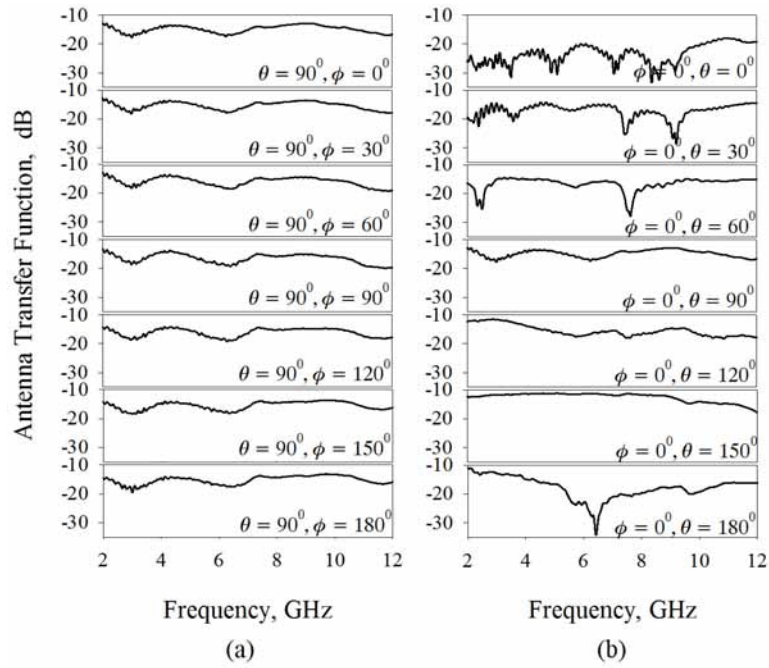 Antenna Transfer Function, dB
-10
-20
-30
θ = 90⁰, ϕ = 0⁰
-10
-20
-30
θ = 90⁰, ϕ = 30⁰
-10
-20
-30
θ = 90⁰, ϕ = 60⁰
-10
-20
-30
θ = 90⁰, ϕ = 90⁰
-10
-20
-30
θ = 90⁰, ϕ = 120⁰
-10
-20
-30
θ = 90⁰, ϕ = 150⁰
-10
-20
-30
θ = 90⁰, ϕ = 180⁰
2 4 6 8 10 12
Frequency, GHz
(a)
-10
-20
-30
ϕ = 0⁰, θ = 0⁰
-10
-20
-30
ϕ = 0⁰, θ = 30⁰
-10
-20
-30
ϕ = 0⁰, θ = 60⁰
-10
-20
-30
ϕ = 0⁰, θ = 90⁰
-10
-20
-30
ϕ = 0⁰, θ = 120⁰
-10
-20
-30
ϕ = 0⁰, θ = 150⁰
-10
-20
-30
ϕ = 0⁰, θ = 180⁰
2 4 6 8 10 12
Frequency, GHz
(b)